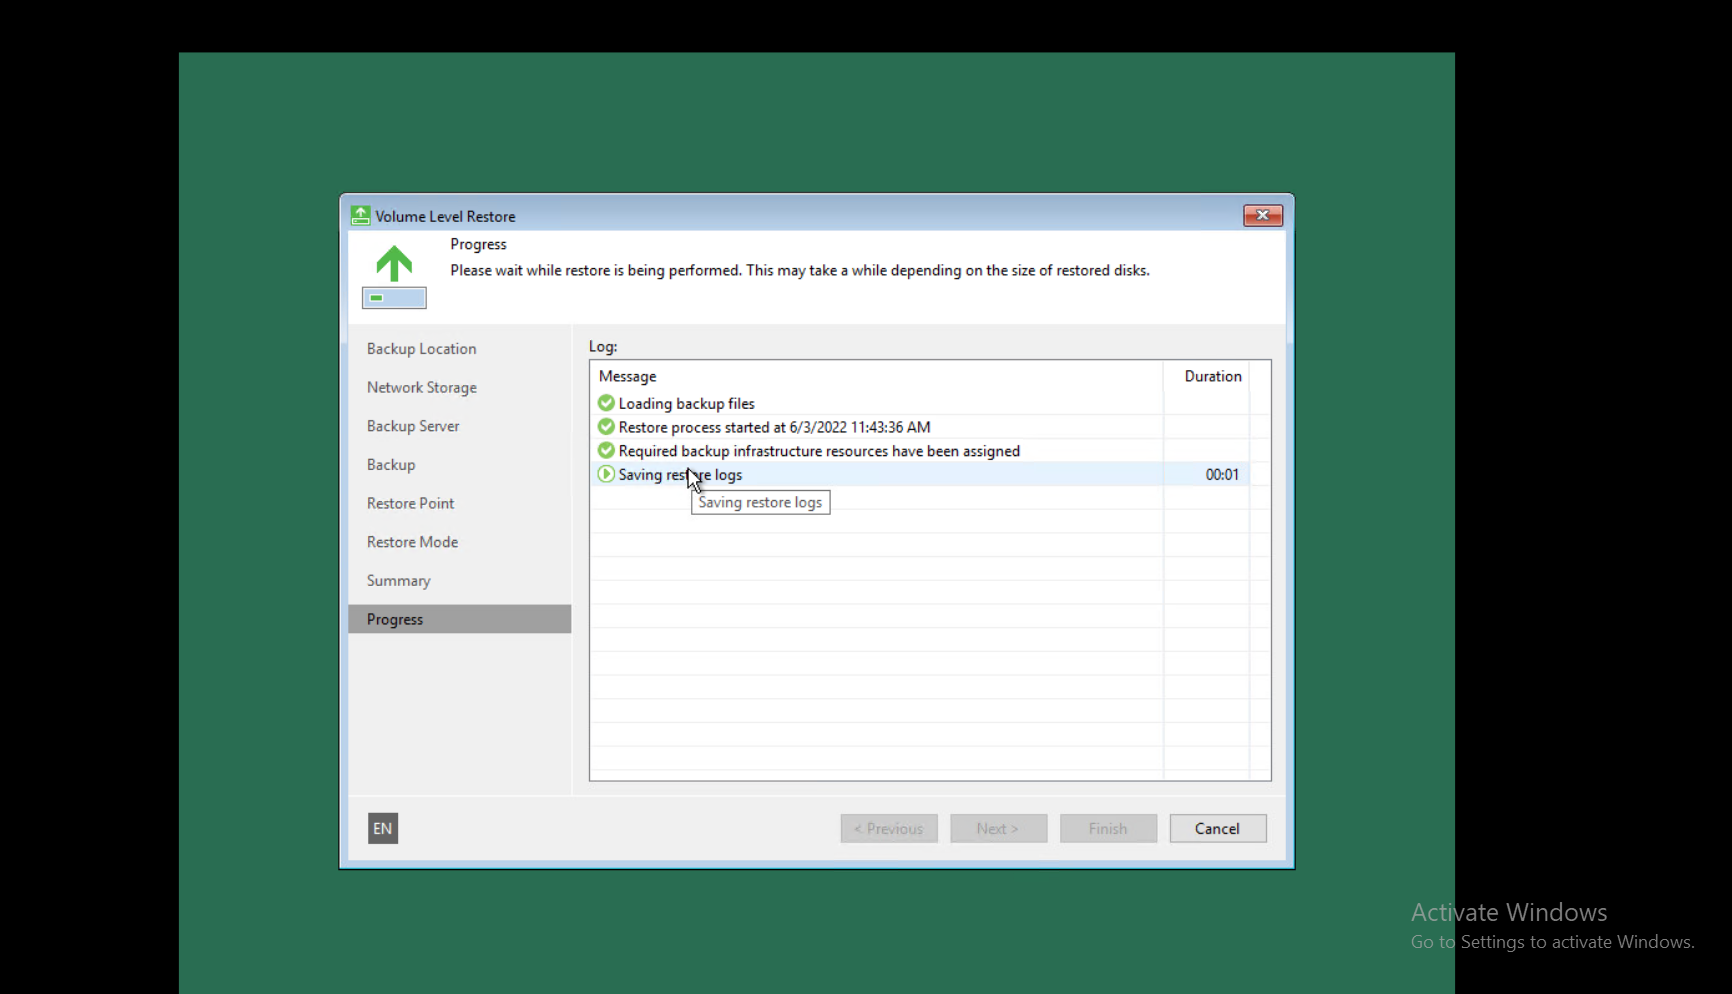 Volume Level Restore
Progress
Please wait while restore is being performed. This may take a while depending on the size of restored disks.
Backup Location
Network Storage
Backup Server
Backup
Restore Point
Restore Mode
Summary
Progress
Log:
Message Duration
Loading backup files
Restore process started at 6/3/2022 11:43:36 AM
Required backup infrastructure resources have been assigned
Saving restore logs 00:01
Saving restore logs
EN
< Previous Next > Finish Cancel
Activate Windows
Go to Settings to activate Windows.